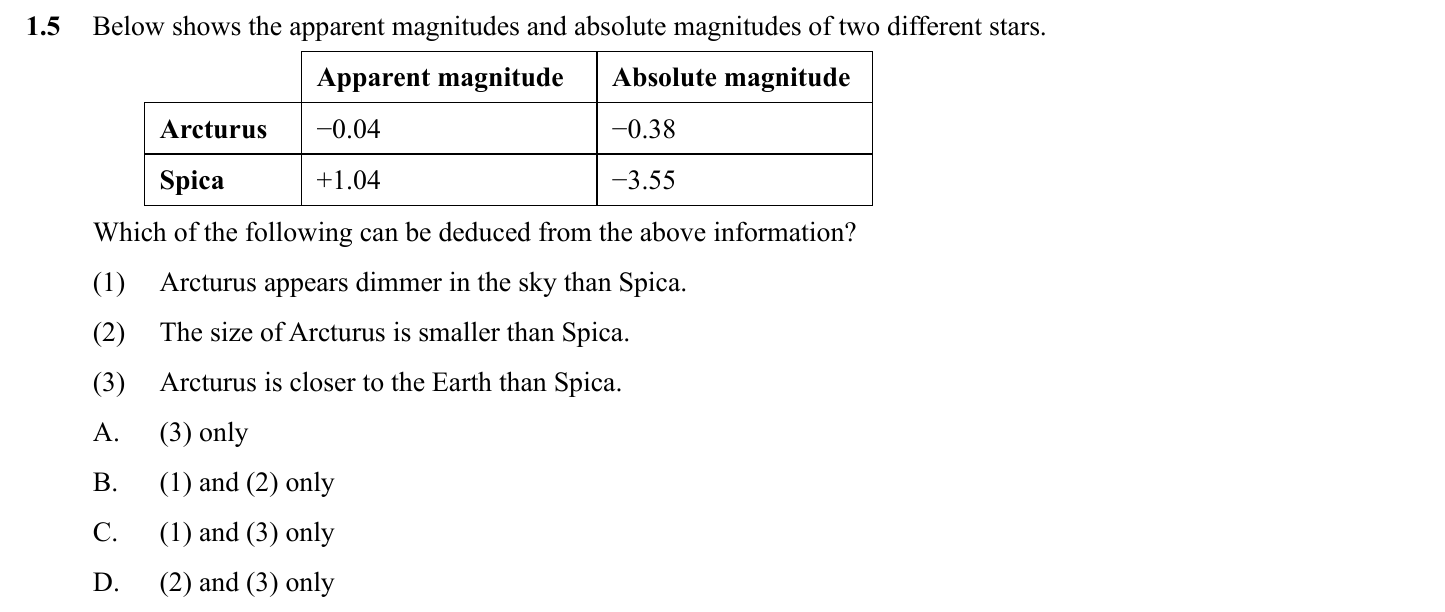 1.5 Below shows the apparent magnitudes and absolute magnitudes of two different stars.
Apparent magnitude Absolute magnitude
Arcturus −0.04 −0.38
Spica +1.04 −3.55
Which of the following can be deduced from the above information?
(1) Arcturus appears dimmer in the sky than Spica.
(2) The size of Arcturus is smaller than Spica.
(3) Arcturus is closer to the Earth than Spica.
A. (3) only
B. (1) and (2) only
C. (1) and (3) only
D. (2) and (3) only